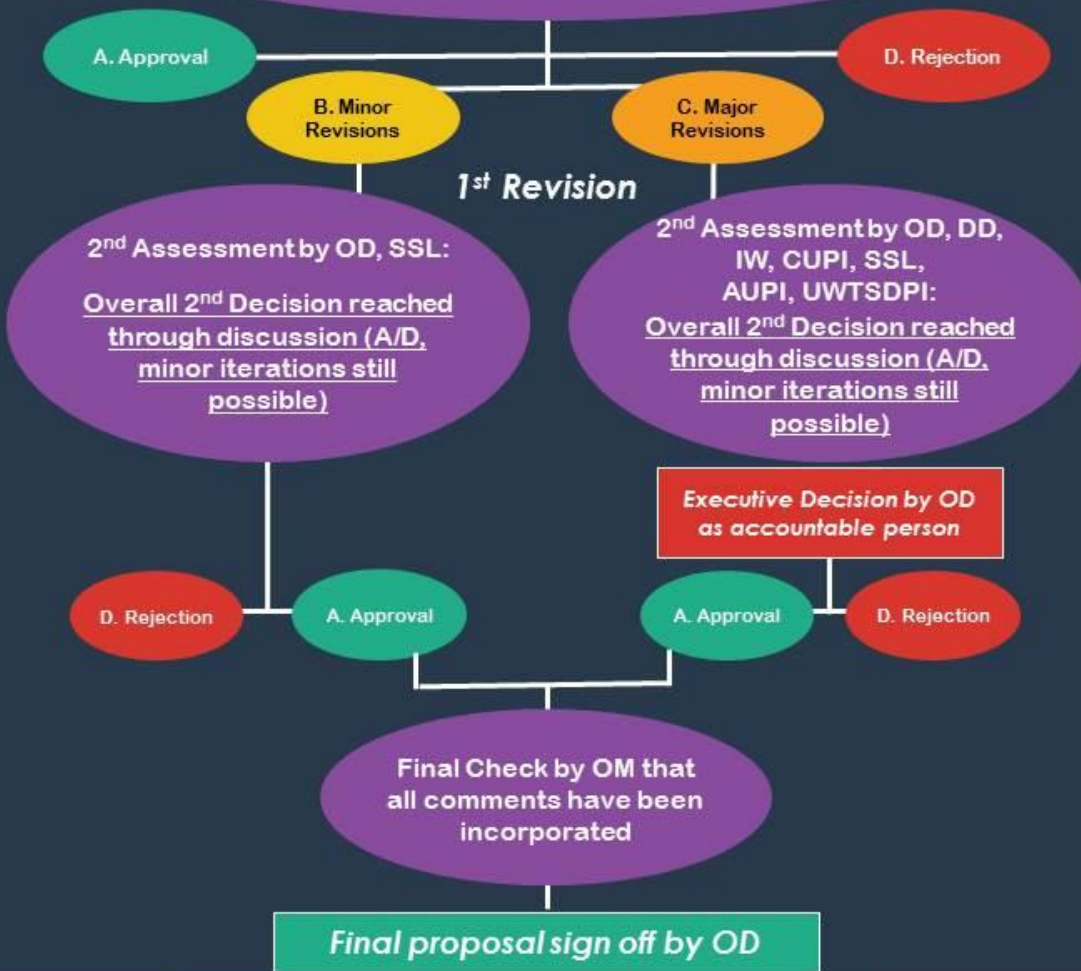 A. Approval
D. Rejection
B. Minor
Revisions
C. Major
Revisions
1st Revision
2nd Assessment by OD, SSL:
Overall 2nd Decision reached
through discussion (A/D,
minor iterations still
possible)
2nd Assessment by OD, DD,
IW, CUPI, SSL,
AUPI, UWTSDPI:
Overall 2nd Decision reached
through discussion (A/D,
minor iterations still
possible)
Executive Decision by OD
as accountable person
D. Rejection
A. Approval
A. Approval
D. Rejection
Final Check by OM that
all comments have been
incorporated
Final proposal sign off by OD